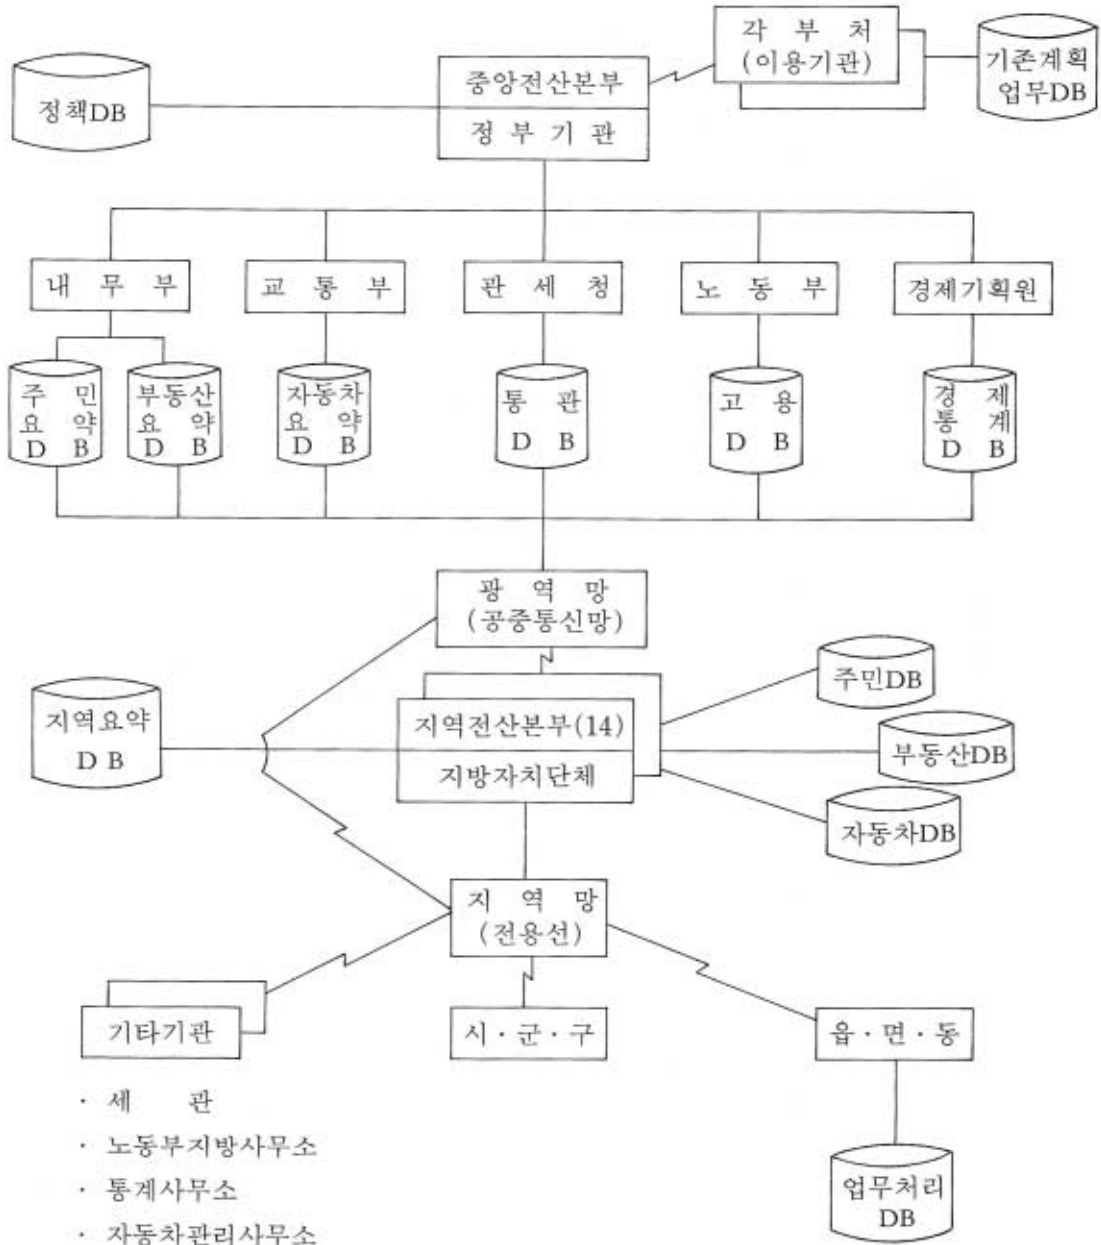 각 부 처
(이용기관)
기존계획
업무DB
정책DB
중앙전산본부
정 부 기 관
내 무 부
교 통 부
관 세 청
노 동 부
경제기획원
주 민
요 약
D B
부동산
요 약
D B
자동차
요 약
D B
통 관
D B
고 용
D B
경 제
통 계
D B
광 역 망
(공중통신망)
지역요약
D B
지역전산본부(14)
지방자치단체
주민DB
부동산DB
자동차DB
지 역 망
(전용선)
기타기관
시·군·구
읍·면·동
· 세 관
· 노동부지방사무소
· 통계사무소
· 자동차관리사무소
업무처리
DB